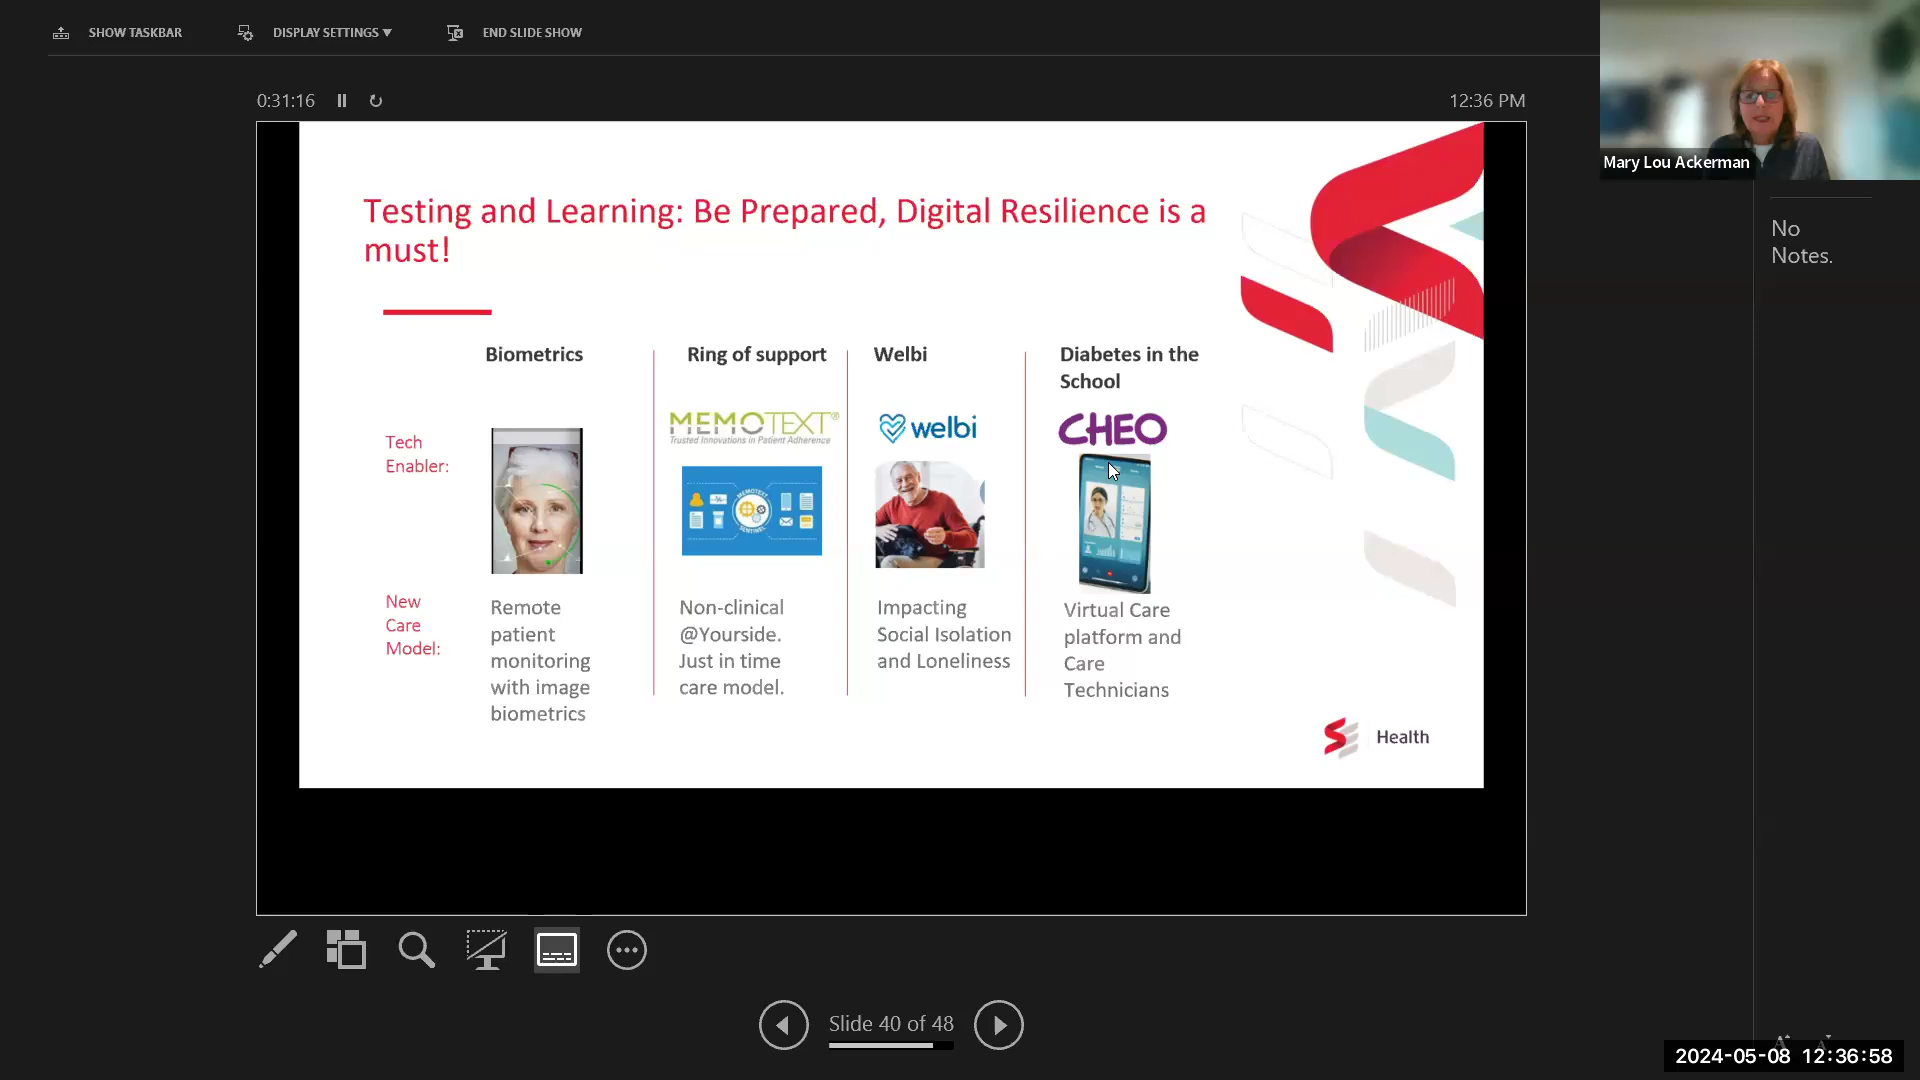 SHOW TASKBAR
DISPLAY SETTINGS
END SLIDE SHOW
0:31:16
12:36 PM
Mary Lou Ackerman
No
Notes.
Testing and Learning: Be Prepared, Digital Resilience is a
must!
Biometrics
Ring of support
Welbi
Diabetes in the
School
Tech
Enabler:
MEMOTEXT®
Trusted Innovations in Patient Adherence
MEMOTEXT
SENTINEL
welbi
CHEO
New
Care
Model:
Remote
patient
monitoring
with image
biometrics
Non-clinical
@Yourside.
Just in time
care model.
Impacting
Social Isolation
and Loneliness
Virtual Care
platform and
Care
Technicians
SE Health
Slide 40 of 48
2024-05-08 12:36:58